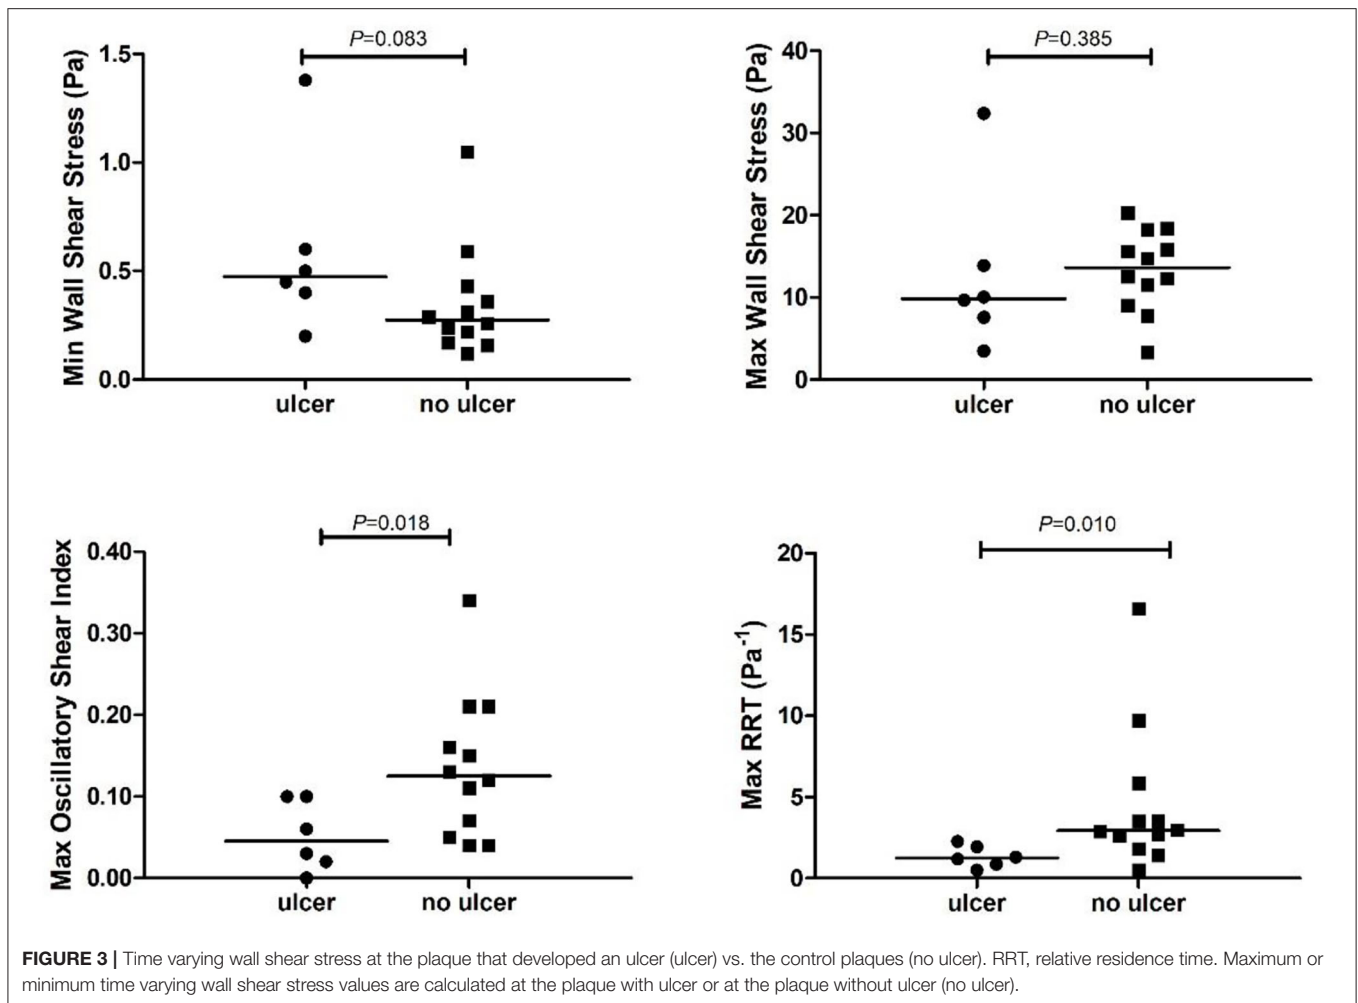 P=0.083
Min Wall Shear Stress (Pa)
1.5
1.0
0.5
0.0
ulcer no ulcer
P=0.385
Max Wall Shear Stress (Pa)
40
30
20
10
0
ulcer no ulcer
P=0.018
Max Oscillatory Shear Index
0.40
0.30
0.20
0.10
0.00
ulcer no ulcer
P=0.010
Max RRT (Pa⁻¹)
20
15
10
5
0
ulcer no ulcer
FIGURE 3 | Time varying wall shear stress at the plaque that developed an ulcer (ulcer) vs. the control plaques (no ulcer). RRT, relative residence time. Maximum or
minimum time varying wall shear stress values are calculated at the plaque with ulcer or at the plaque without ulcer (no ulcer).